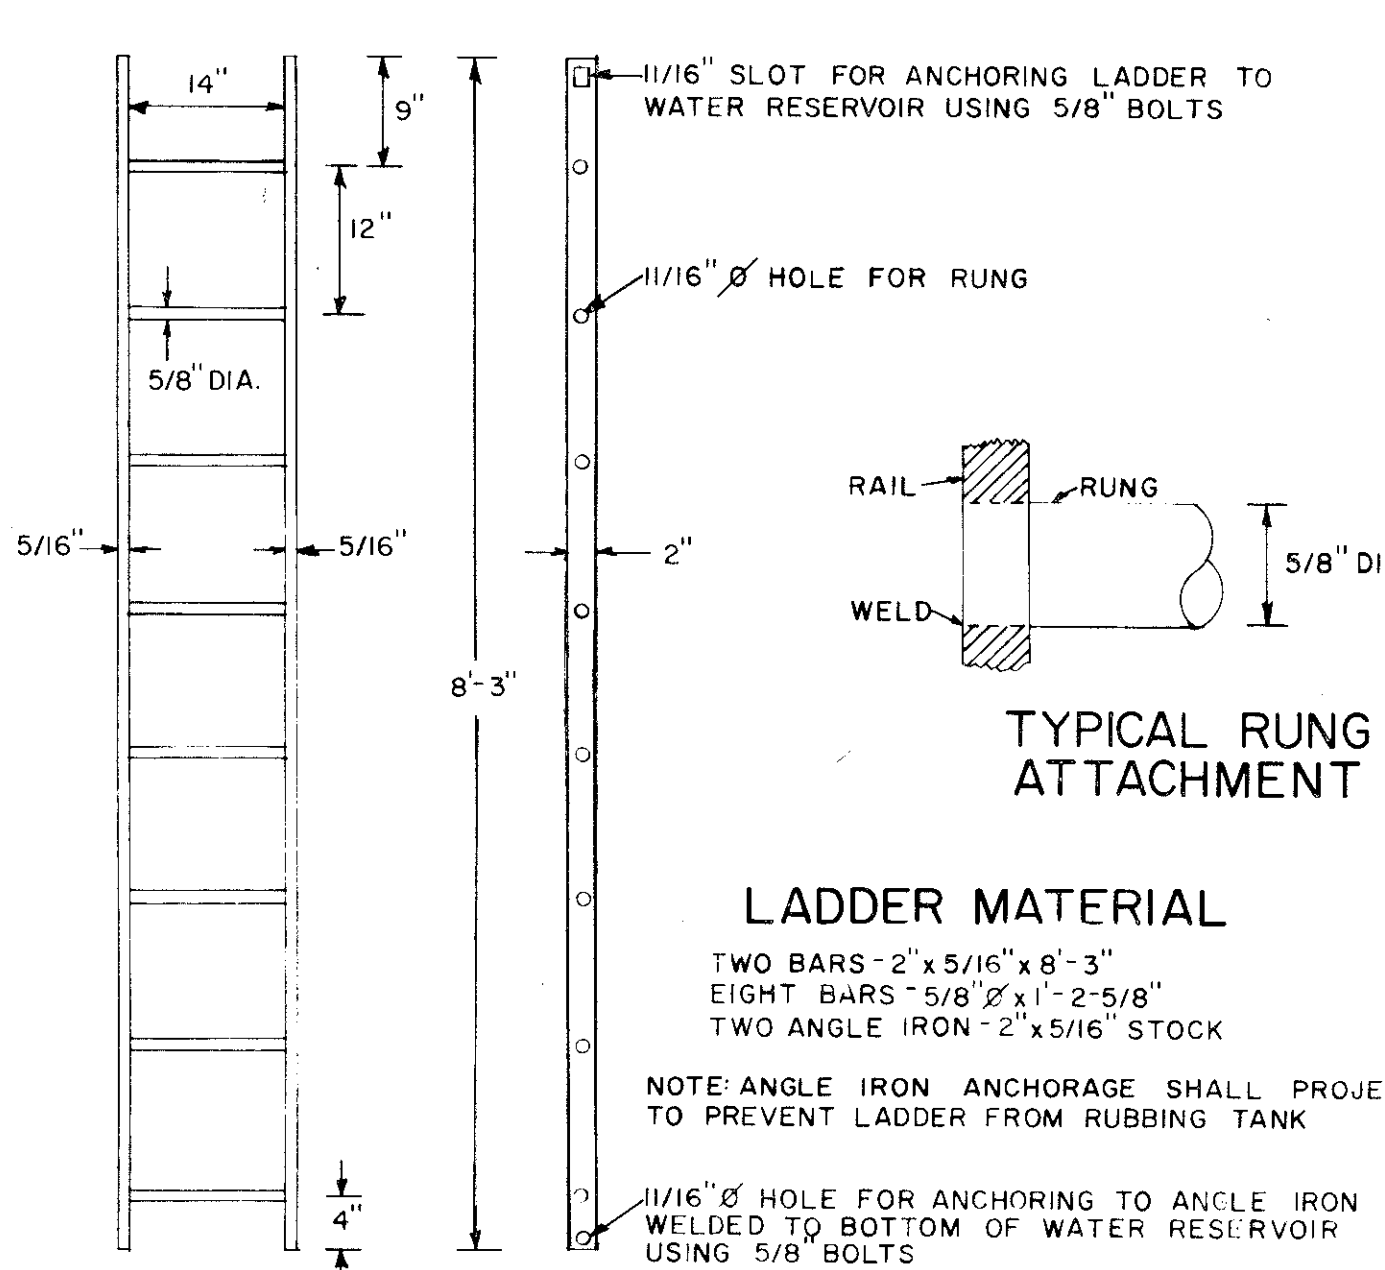 14"
9"
12"
5/8" DIA.
5/16"
5/16"
4"
8'-3"
2"
11/16" SLOT FOR ANCHORING LADDER TO
WATER RESERVOIR USING 5/8" BOLTS
11/16" Ø HOLE FOR RUNG
RAIL
RUNG
WELD
5/8" DI
TYPICAL RUNG
ATTACHMENT
LADDER MATERIAL
TWO BARS - 2" x 5/16" x 8'-3"
EIGHT BARS - 5/8" Ø x 1'-2-5/8"
TWO ANGLE IRON - 2" x 5/16" STOCK
NOTE: ANGLE IRON ANCHORAGE SHALL PROJE
TO PREVENT LADDER FROM RUBBING TANK
11/16" Ø HOLE FOR ANCHORING TO ANGLE IRON
WELDED TO BOTTOM OF WATER RESERVOIR
USING 5/8" BOLTS